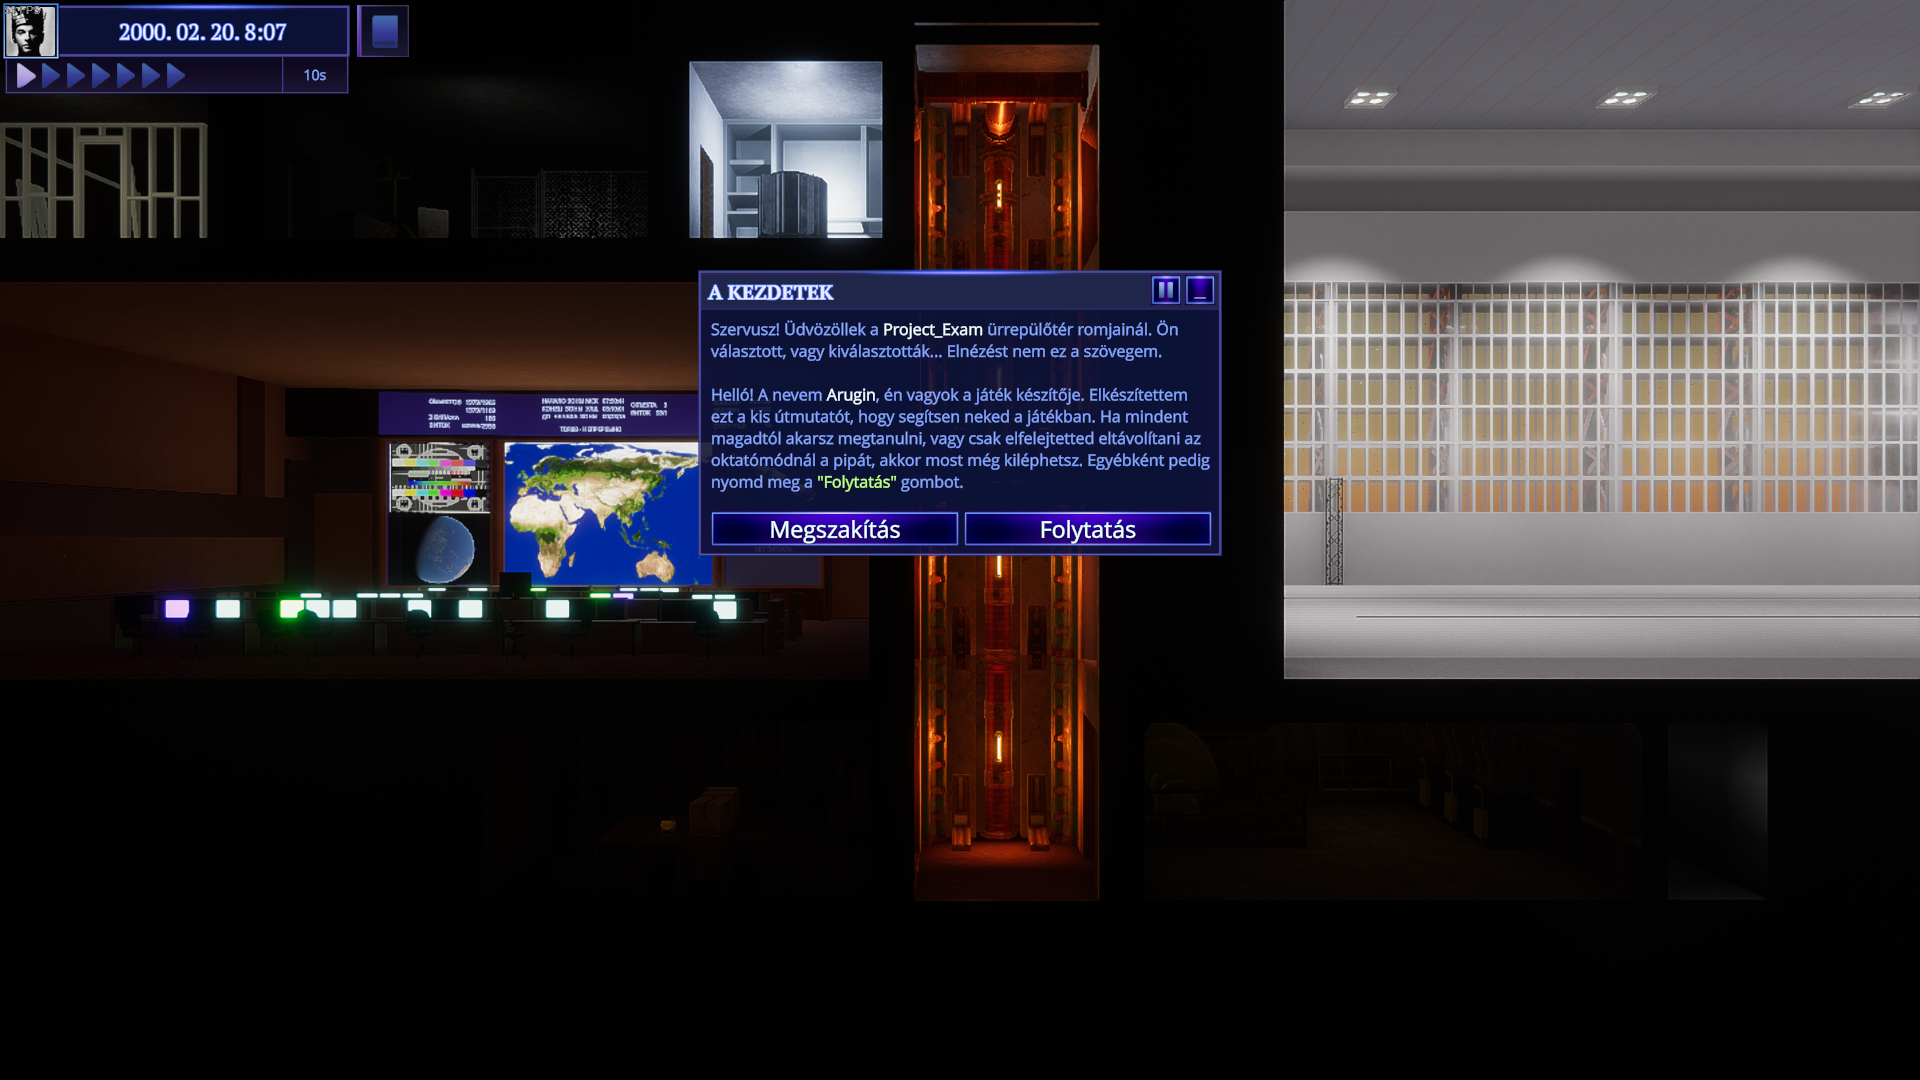 2000. 02. 20. 8:07
10s
A KEZDETEK
Szervusz! Üdvözöllek a Project_Exam ürrepülőtér romjainál. Ön
választott, vagy kiválasztották... Elnézést nem ez a szövegem.
Helló! A nevem Arugin, én vagyok a játék készítője. Elkészítettem
ezt a kis útmutatót, hogy segítsen neked a játékban. Ha mindent
magadtól akarsz megtanulni, vagy csak elfelejtetted eltávolítani az
oktatómódnál a pipát, akkor most még kiléphetsz. Egyébként pedig
nyomd meg a "Folytatás" gombot.
Megszakítás
Folytatás